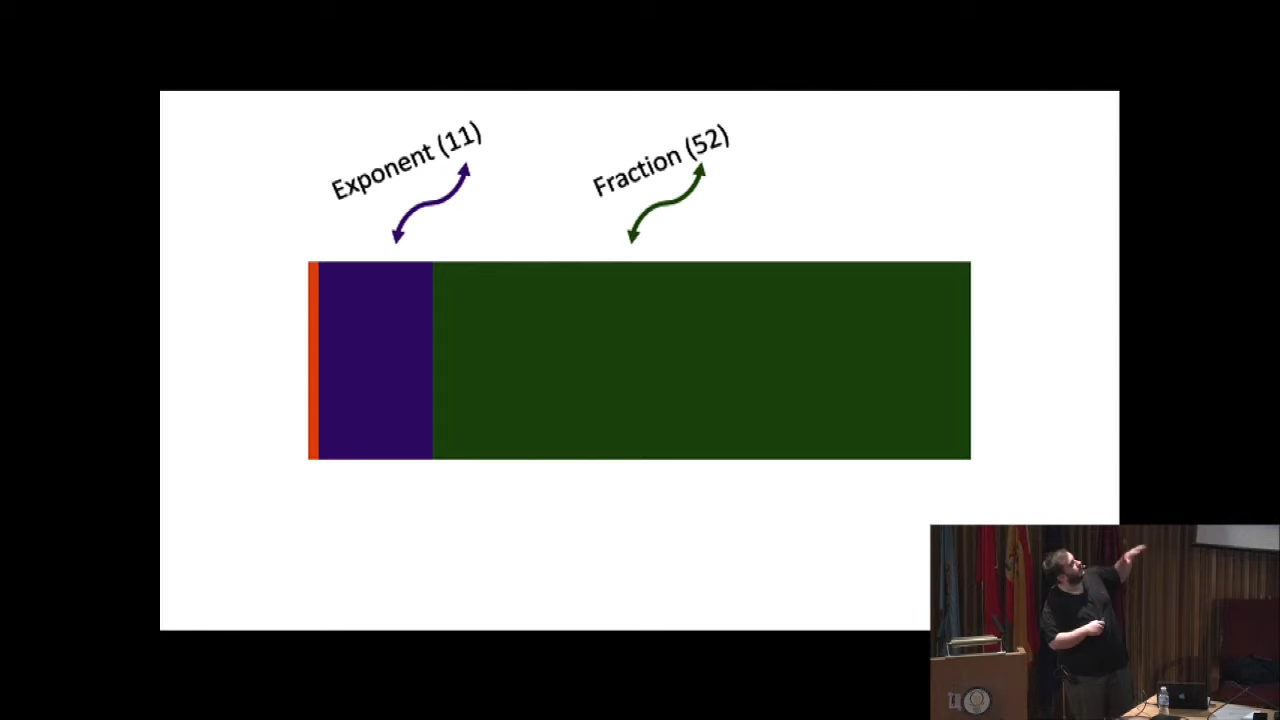 Exponent (11)
Fraction (52)